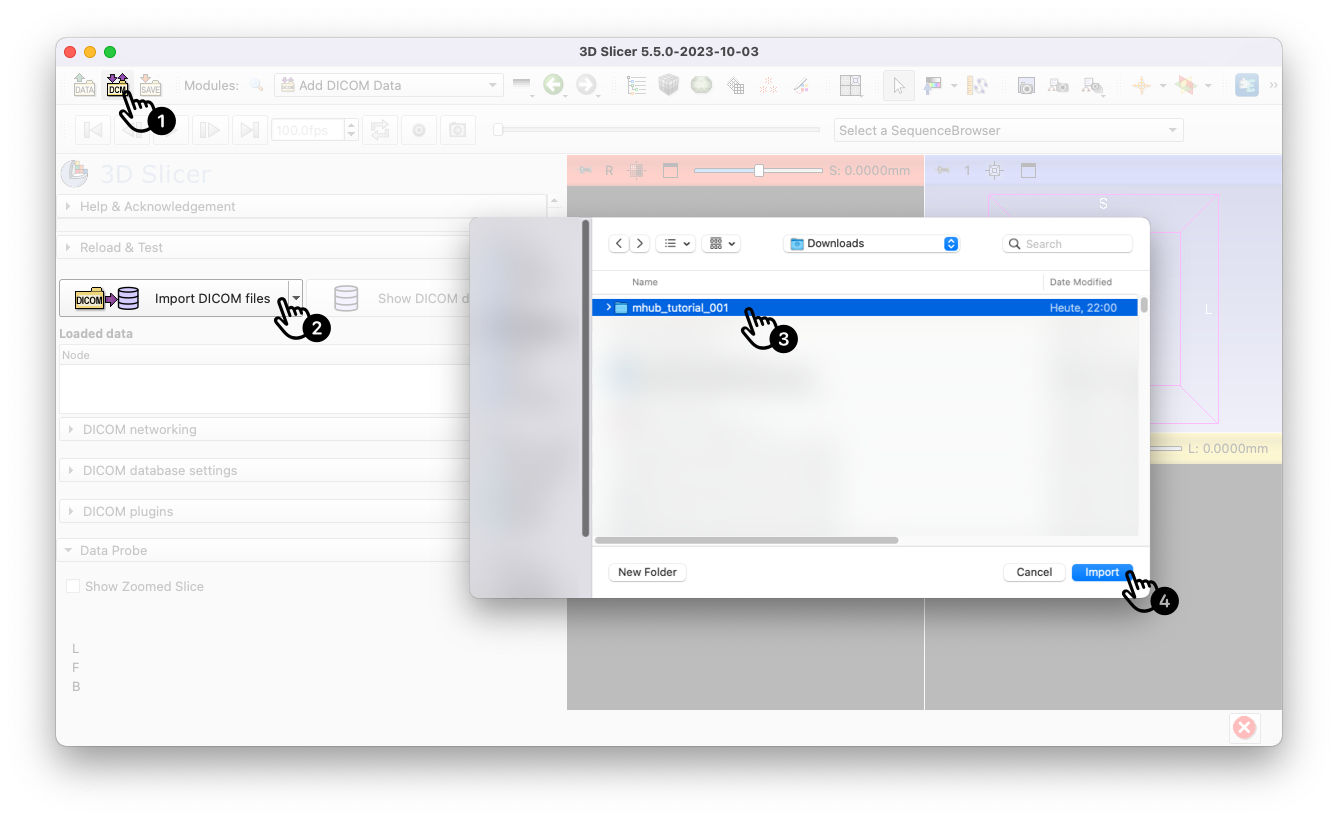 3D Slicer 5.5.0-2023-10-03
DATA DCM SAVE Modules: Add DICOM Data »
1
100.0fps Select a SequenceBrowser
3D Slicer R S: 0.0000mm 1
Help & Acknowledgement
S
Reload & Test
Downloads Search
Name Date Modified
DICOM Import DICOM files Show DICOM d
mhub_tutorial_001 Heute, 22:00
L
2
3
Loaded data
Node
DICOM networking
L: 0.0000mm
DICOM database settings
DICOM plugins
Data Probe
New Folder Cancel Import
Show Zoomed Slice
4
L
F
B